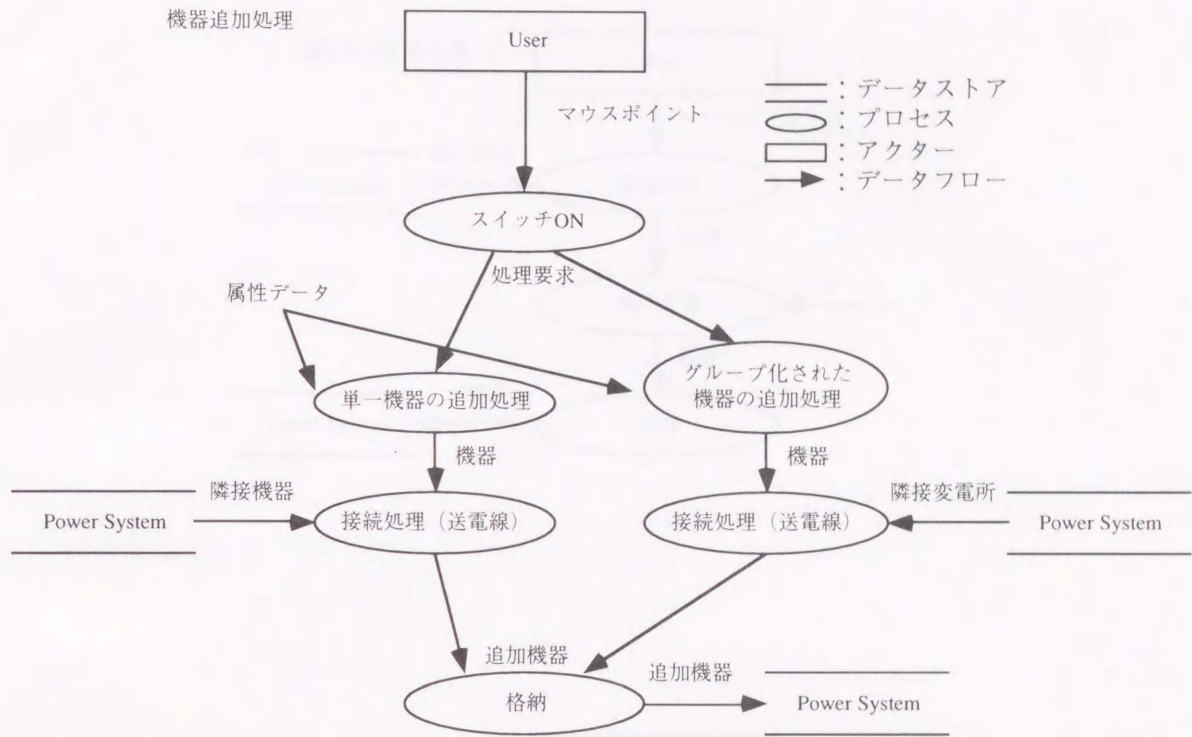 機器追加処理
User
マウスポイント
：データストア
：プロセス
：アクター
：データフロー
スイッチON
処理要求
属性データ
単一機器の追加処理
グループ化された
機器の追加処理
機器
機器
隣接機器
Power System
接続処理（送電線）
接続処理（送電線）
隣接変電所
Power System
追加機器
格納
追加機器
Power System